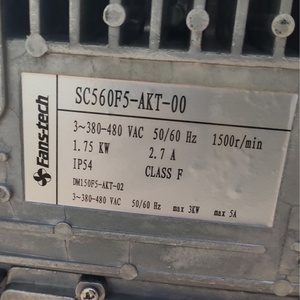 Fans-tech
SC560F5-AKT-00
3~380-480 VAC 50/60 Hz 1500r/min
1.75 KW 2.7 A
IP54 CLASS F
DM150F5-AKT-02
3~380-480 VAC 50/60 Hz max 3KW max 5A